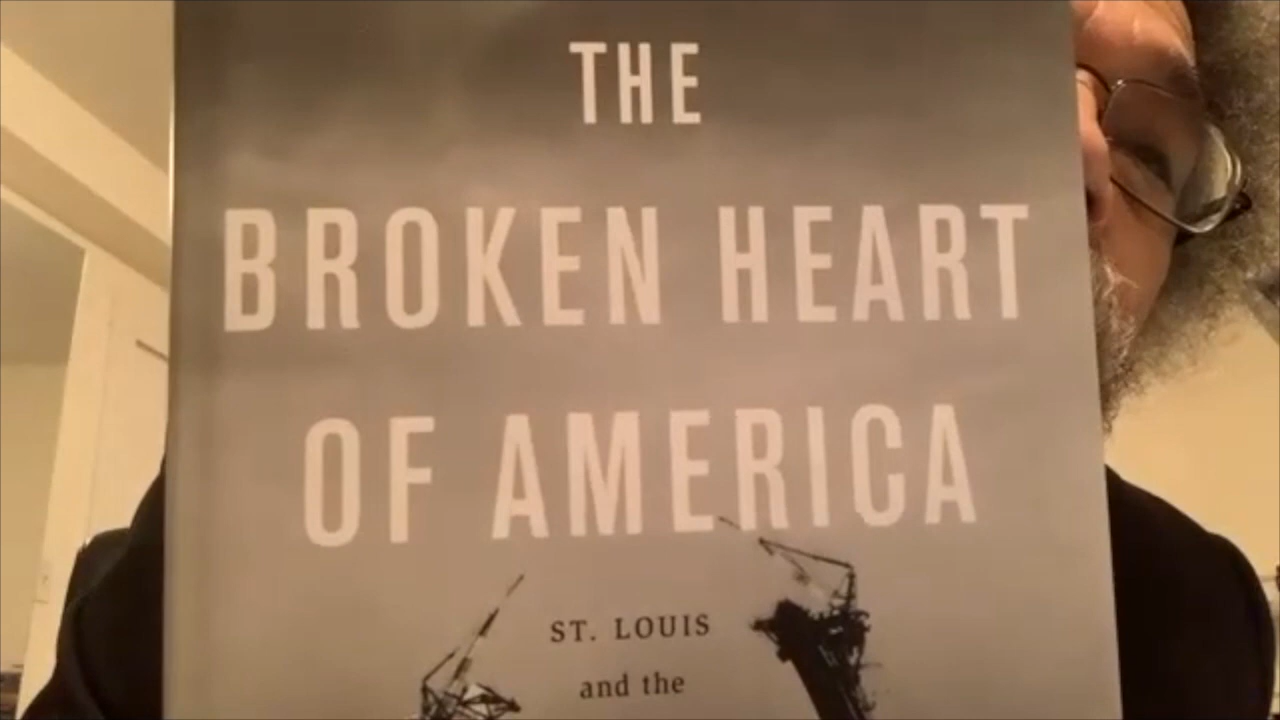 THE
BROKEN HEART
OF AMERICA
ST. LOUIS
and the